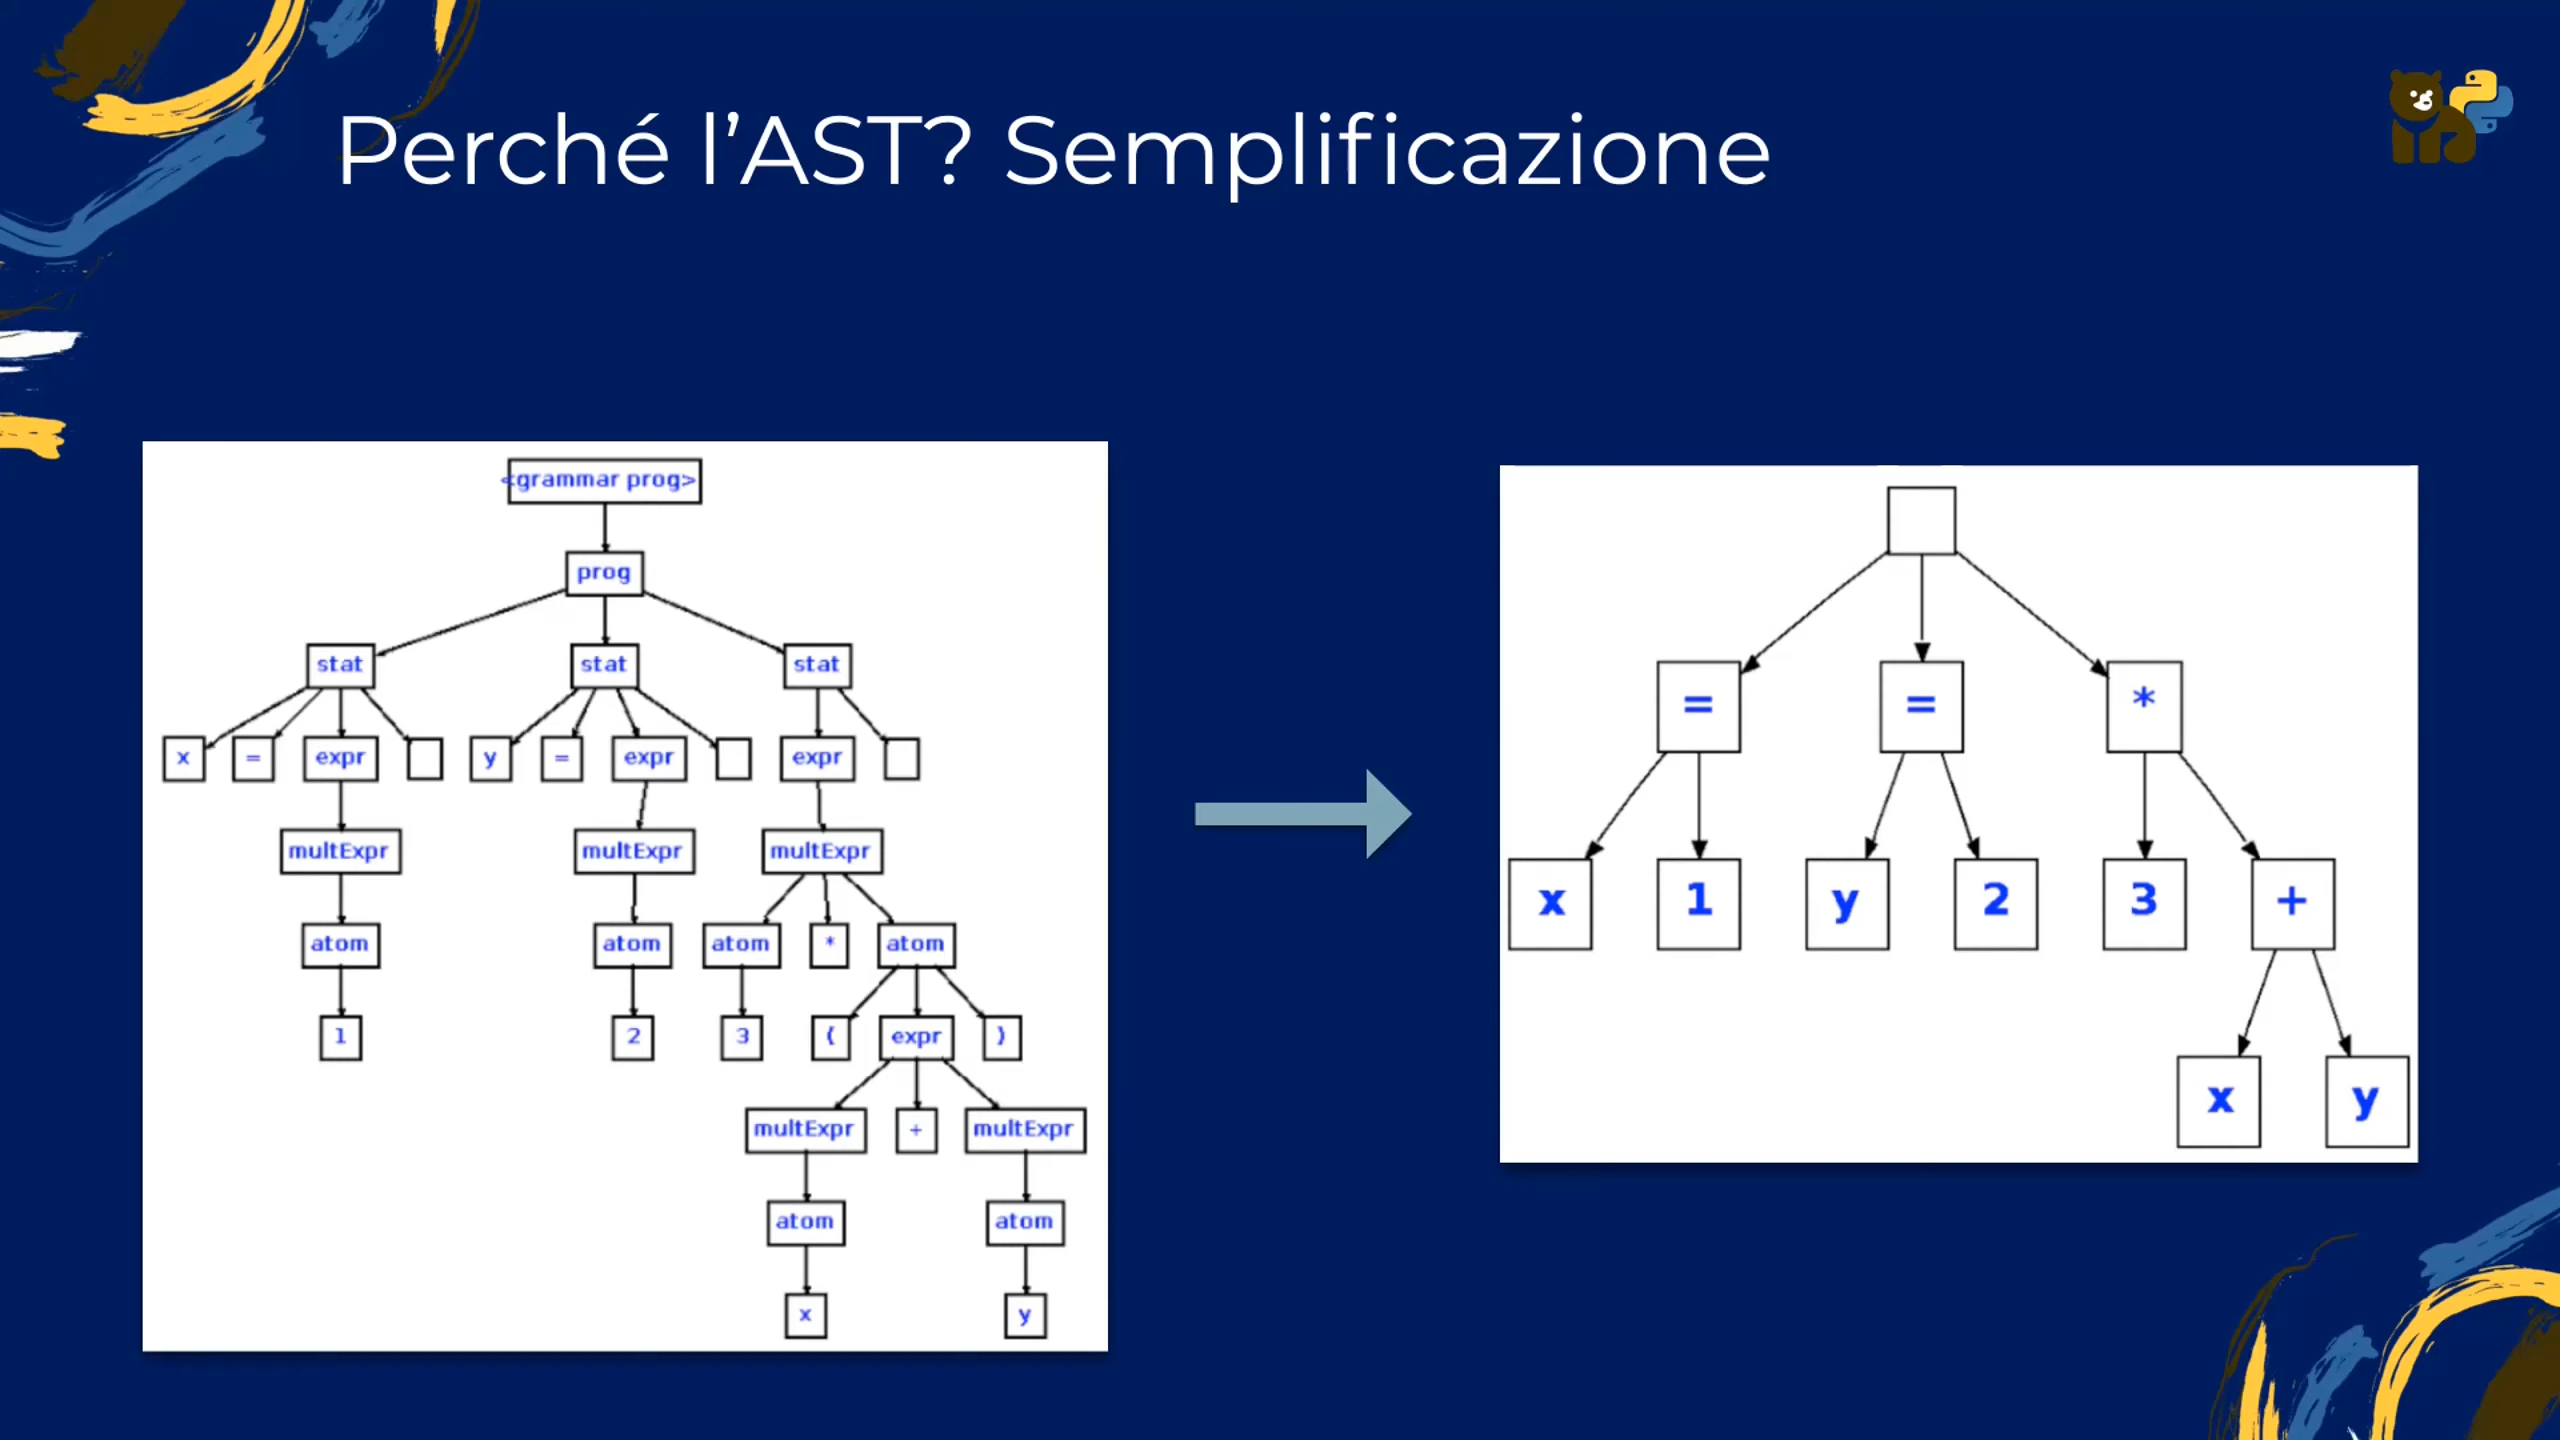 Perché l’AST? Semplificazione
<grammar prog>
prog
stat stat stat
x = expr y = expr expr
multExpr multExpr multExpr
atom atom atom * atom
1 2 3 ( expr )
multExpr + multExpr
atom atom
x y
= = *
x 1 y 2 3 +
x y